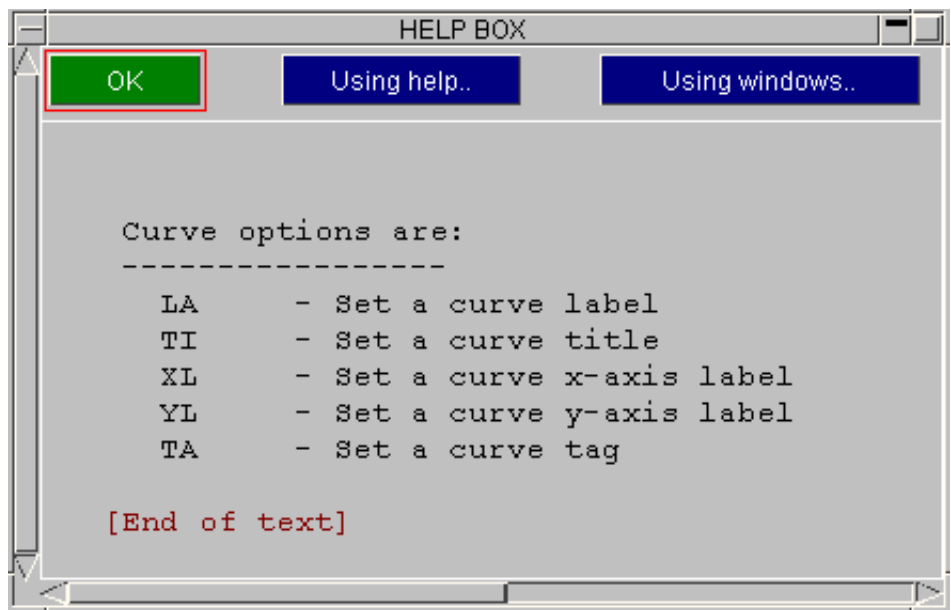 HELP BOX
OK Using help.. Using windows..
Curve options are:
-----------------
LA - Set a curve label
TI - Set a curve title
XL - Set a curve x-axis label
YL - Set a curve y-axis label
TA - Set a curve tag
[End of text]